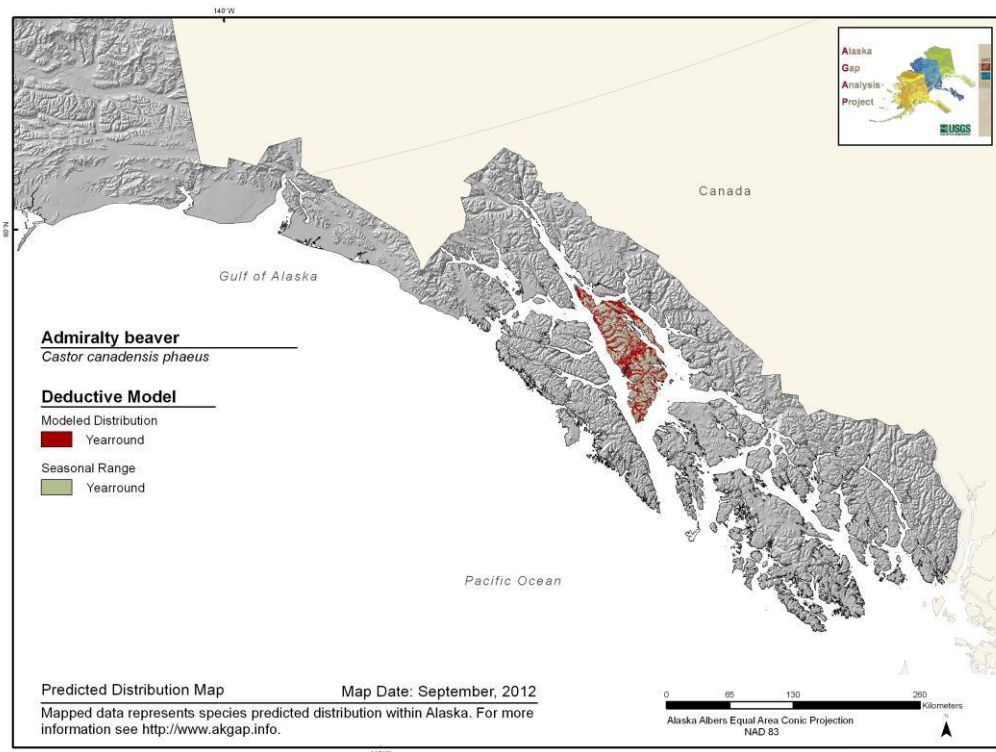 140°W
Alaska
Gap
Analysis
Project
USGS
Canada
60°N
Gulf of Alaska
Admiralty beaver
Castor canadensis phaeus
Deductive Model
Modeled Distribution
Yearround
Seasonal Range
Yearround
Pacific Ocean
Predicted Distribution Map
Map Date: September, 2012
Mapped data represents species predicted distribution within Alaska. For more
information see http://www.akgap.info.
0 65 130 260
Kilometers
Alaska Albers Equal Area Conic Projection
NAD 83
N